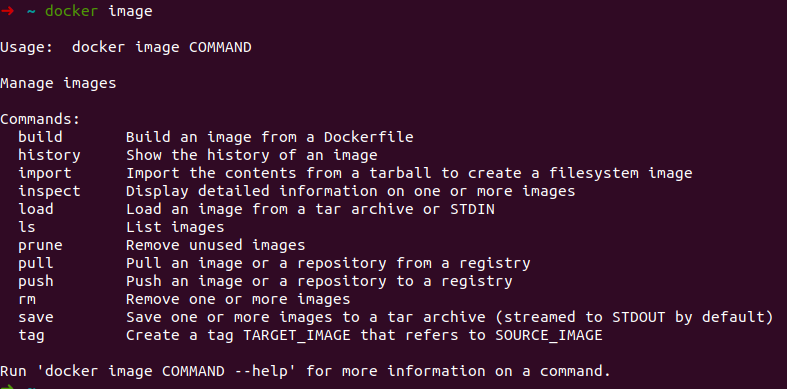 ➜ ~ docker image
Usage:  docker image COMMAND
Manage images
Commands:
  build       Build an image from a Dockerfile
  history     Show the history of an image
  import      Import the contents from a tarball to create a filesystem image
  inspect     Display detailed information on one or more images
  load        Load an image from a tar archive or STDIN
  ls          List images
  prune       Remove unused images
  pull        Pull an image or a repository from a registry
  push        Push an image or a repository to a registry
  rm          Remove one or more images
  save        Save one or more images to a tar archive (streamed to STDOUT by default)
  tag         Create a tag TARGET_IMAGE that refers to SOURCE_IMAGE
Run 'docker image COMMAND --help' for more information on a command.
➜ ~